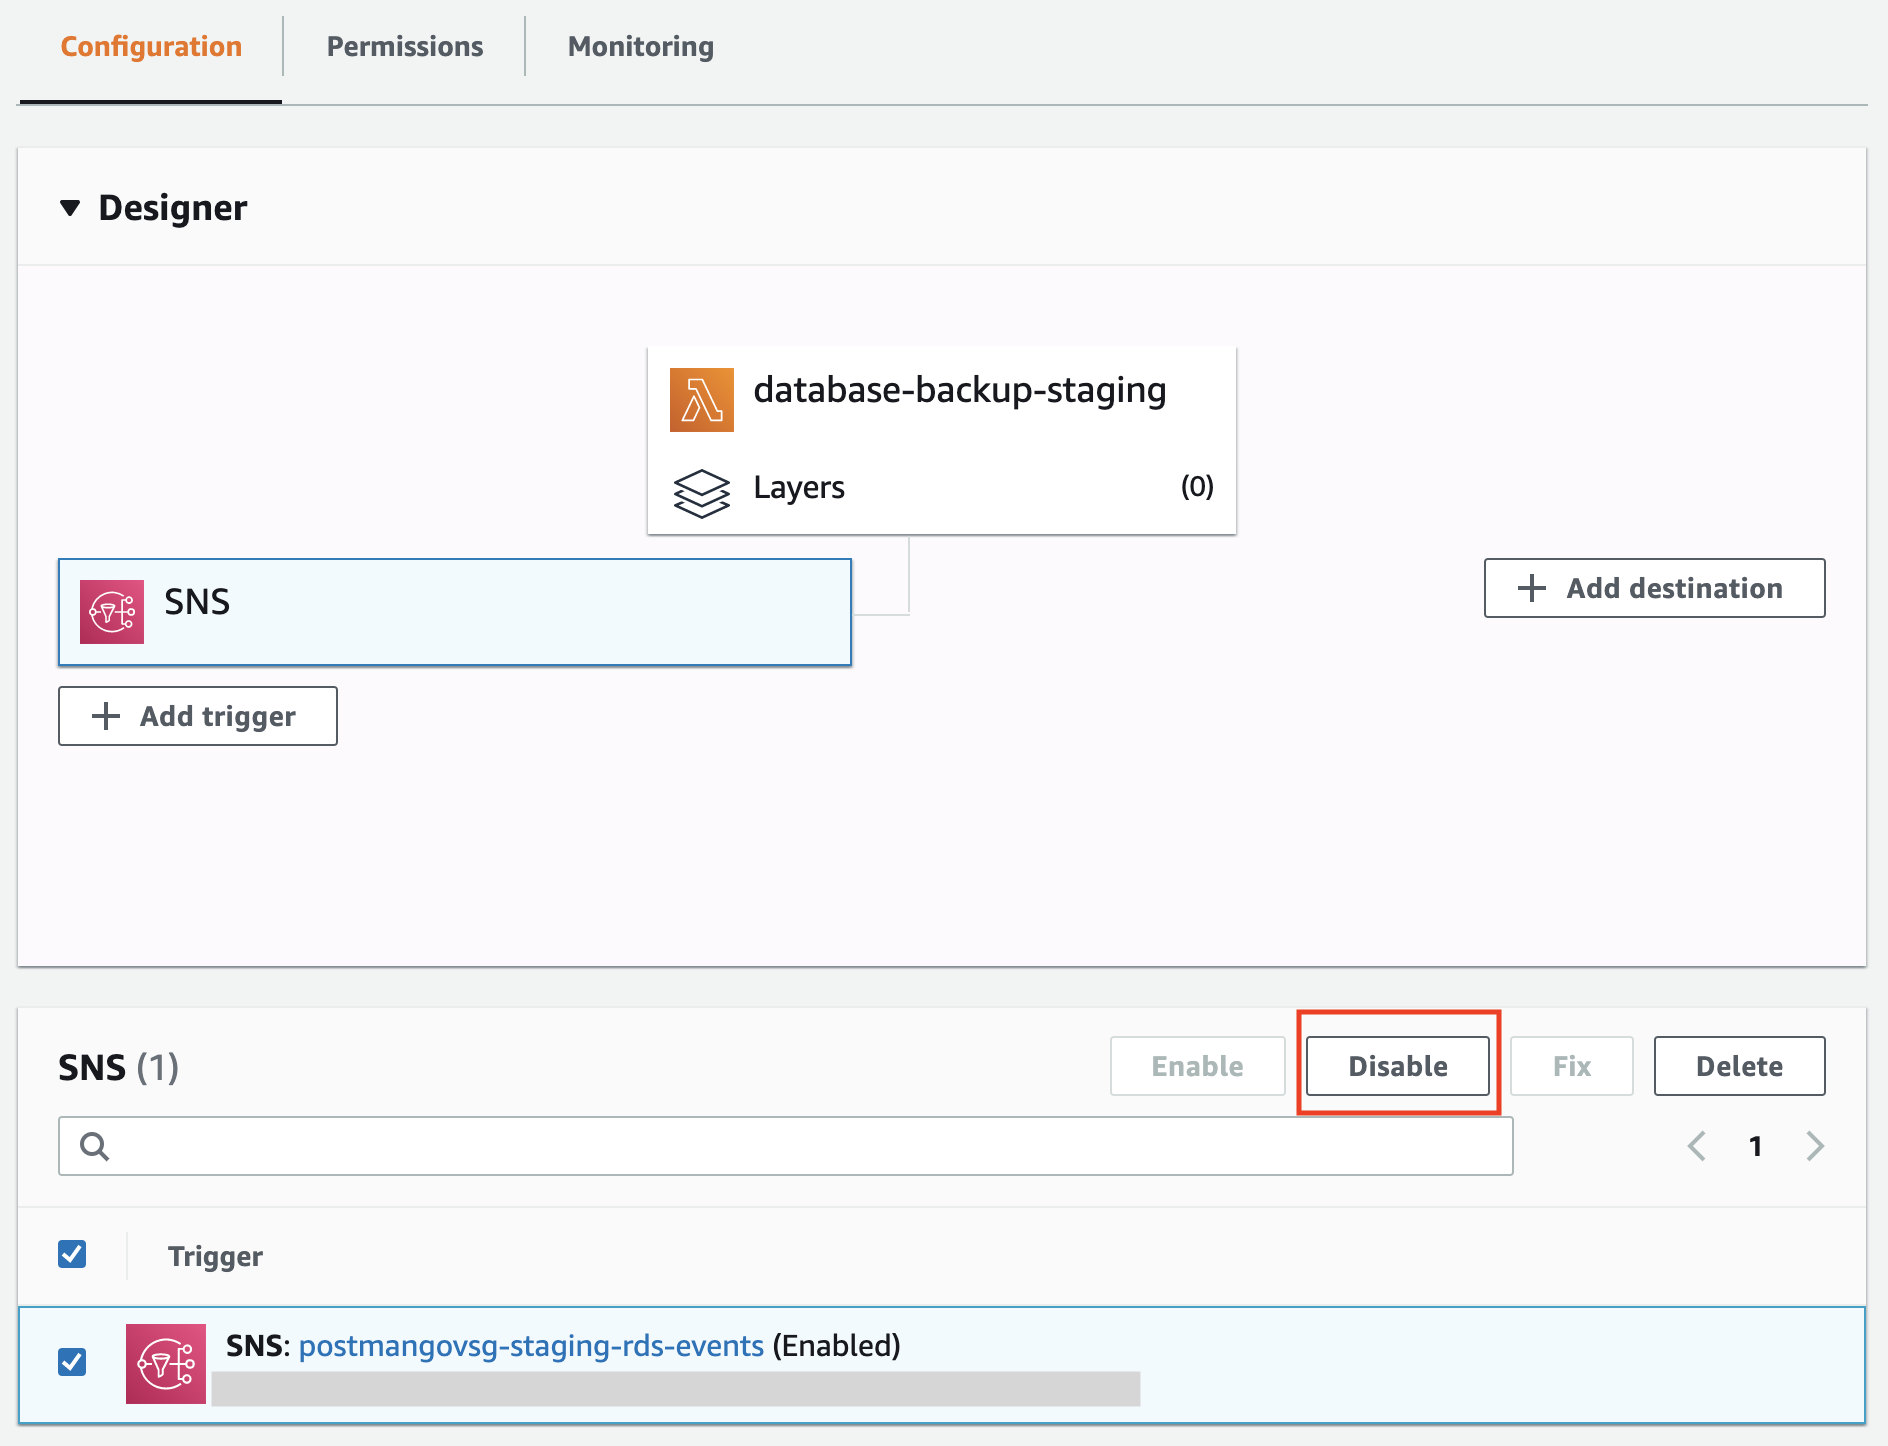 Configuration
Permissions
Monitoring
Designer
database-backup-staging
Layers (0)
SNS
Add destination
Add trigger
SNS (1)
Enable
Disable
Fix
Delete
1
Trigger
SNS: postmangovsg-staging-rds-events (Enabled)